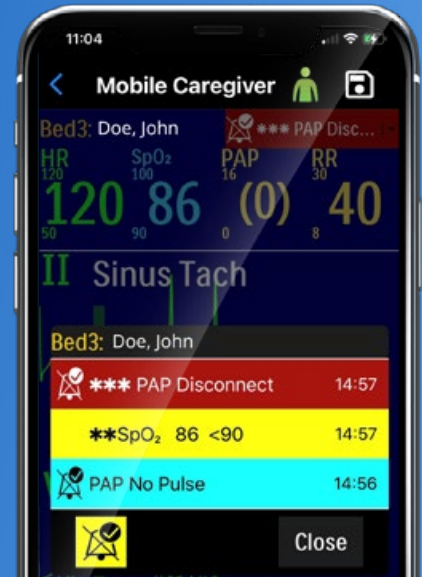 11:04
Mobile Caregiver
Bed3: Doe, John *** PAP Disc...
HR SpO₂ PAP RR
120 100 16 30
120 86 (0) 40
50 90 0 8
II Sinus Tach
Bed3: Doe, John
*** PAP Disconnect 14:57
**SpO₂ 86 <90 14:57
PAP No Pulse 14:56
Close